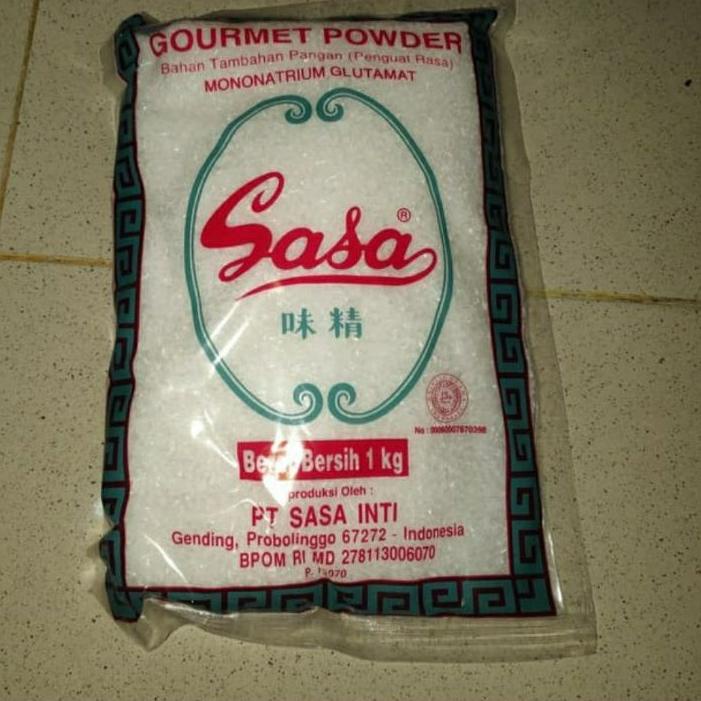 GOURMET POWDER
Bahan Tambahan Pangan (Penguat Rasa)
MONONATRIUM GLUTAMAT
Sasa ®
味精
Bersih 1 kg
produksi Oleh :
PT SASA INTI
Gending, Probolinggo 67272 - Indonesia
BPOM RI MD 278113006070